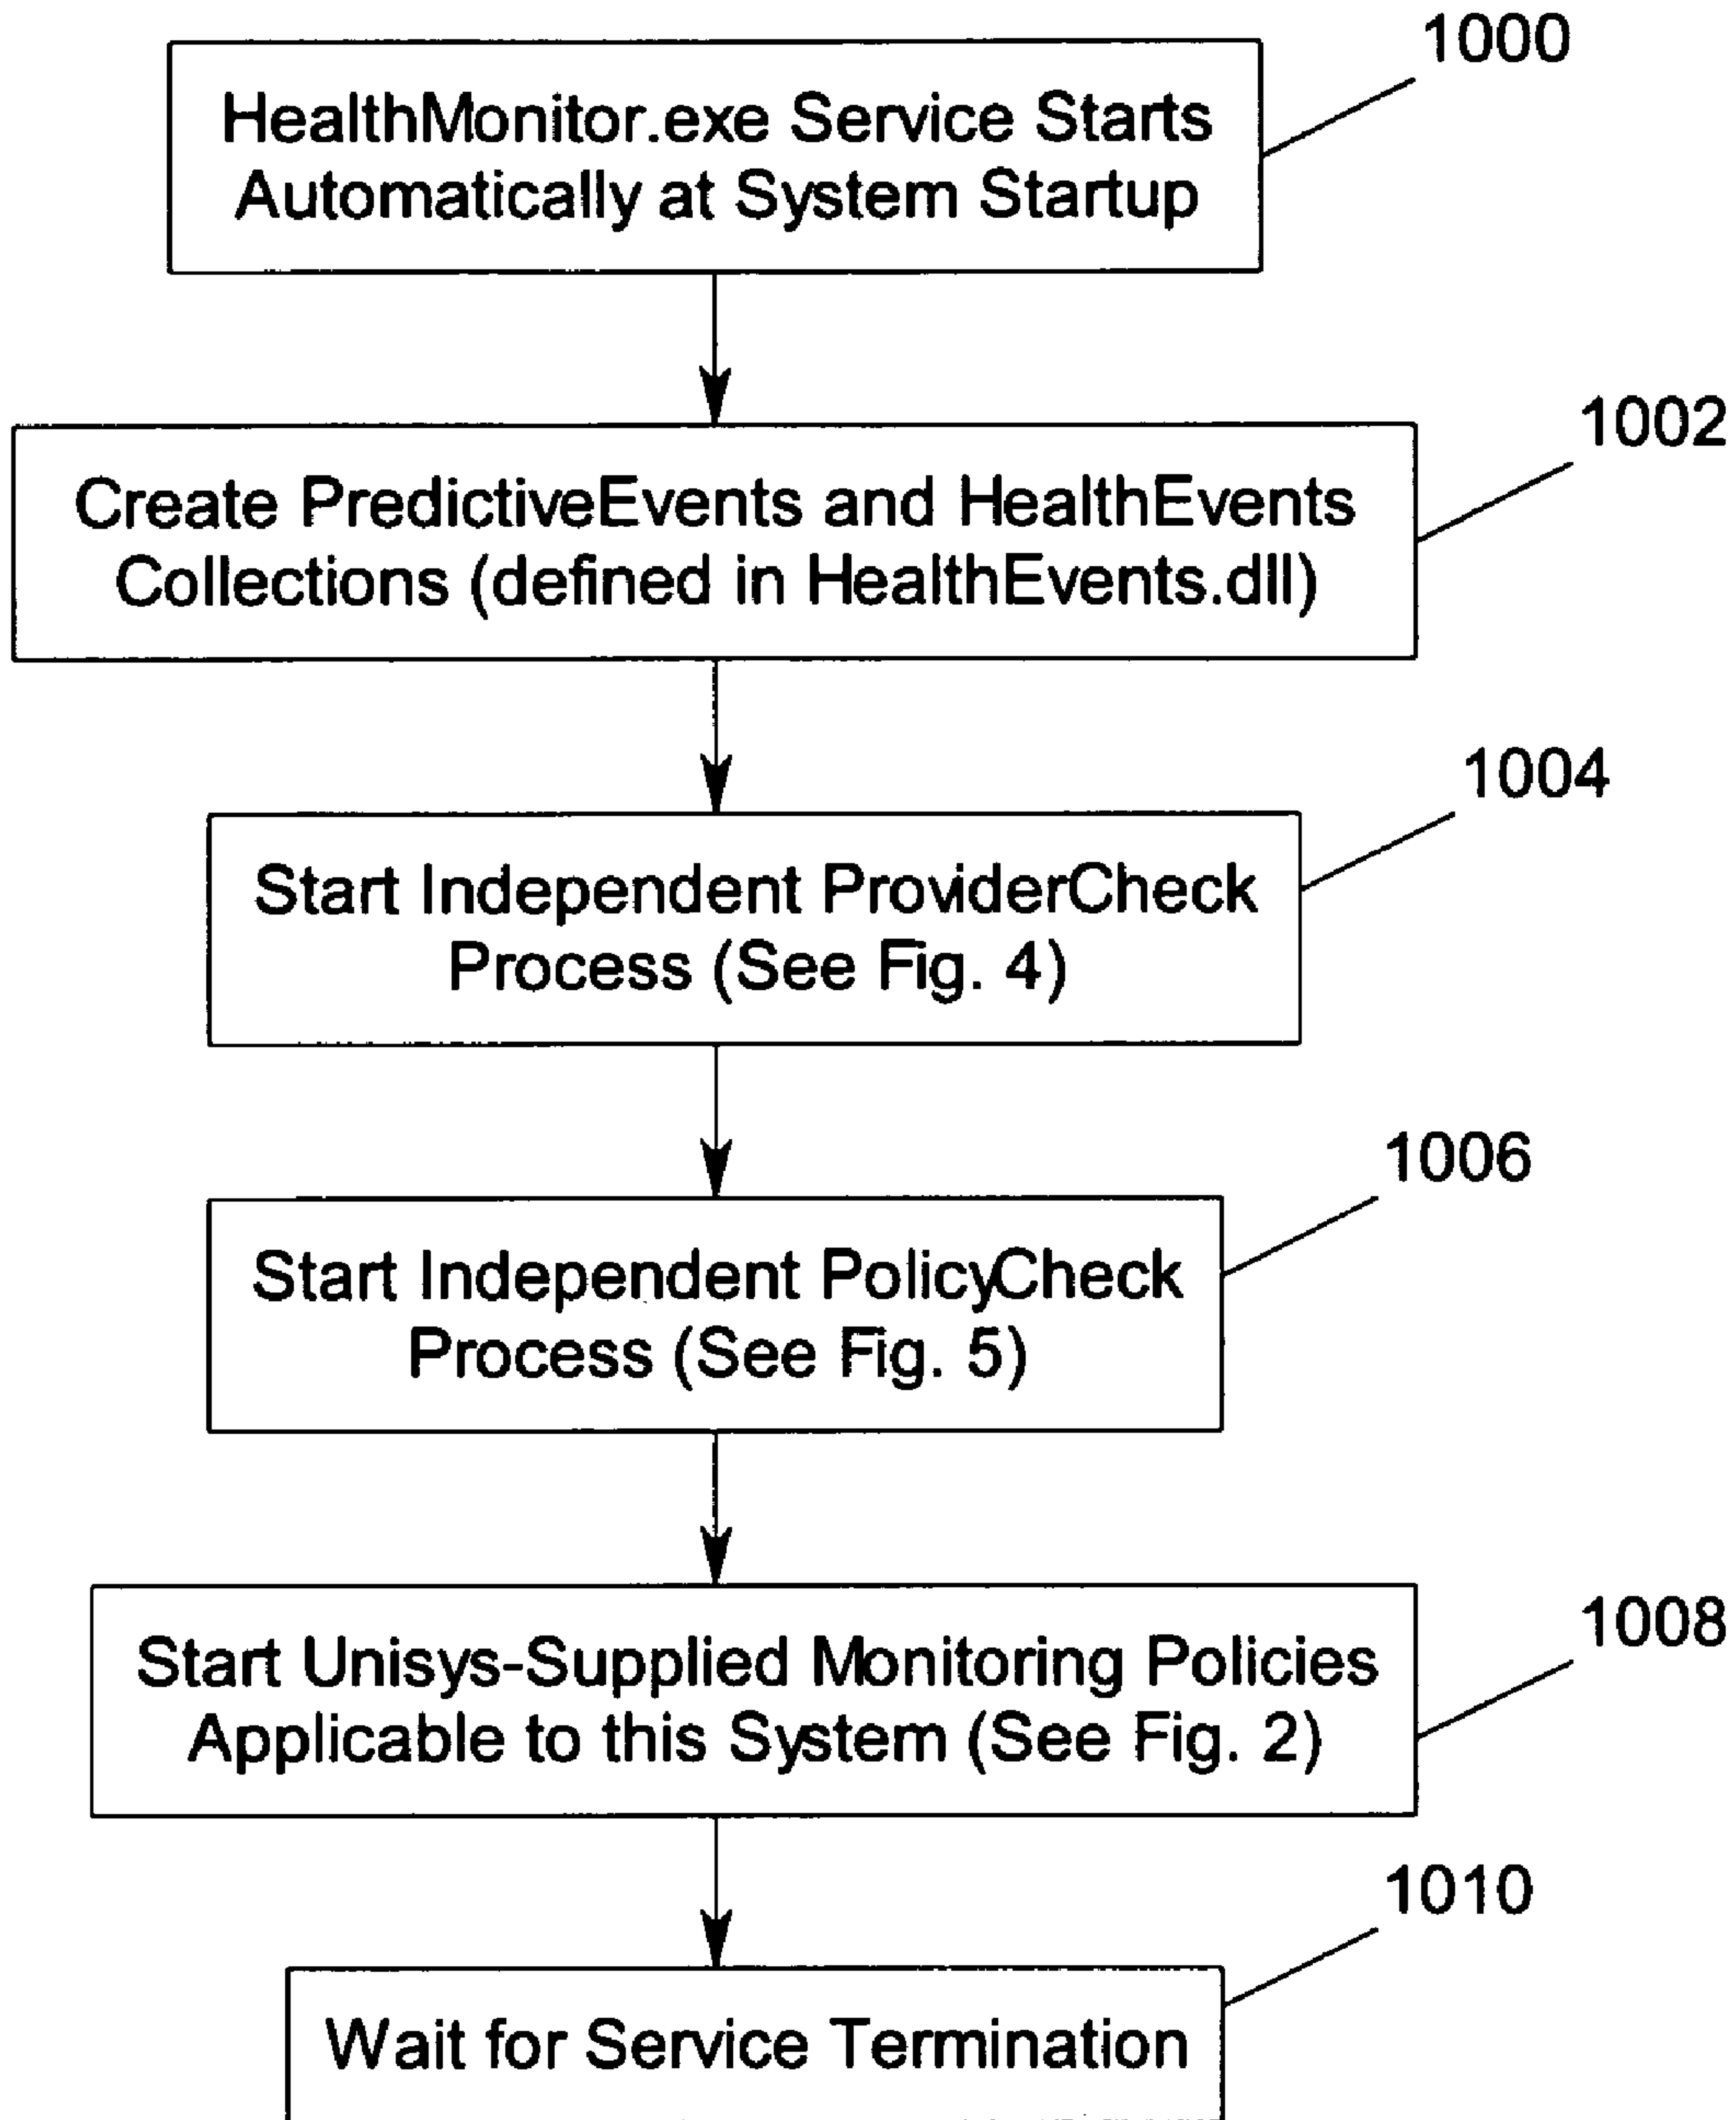 1000
HealthMonitor.exe Service Starts
Automatically at System Startup
1002
Create PredictiveEvents and HealthEvents
Collections (defined in HealthEvents.dll)
1004
Start Independent ProviderCheck
Process (See Fig. 4)
1006
Start Independent PolicyCheck
Process (See Fig. 5)
1008
Start Unisys-Supplied Monitoring Policies
Applicable to this System (See Fig. 2)
1010
Wait for Service Termination